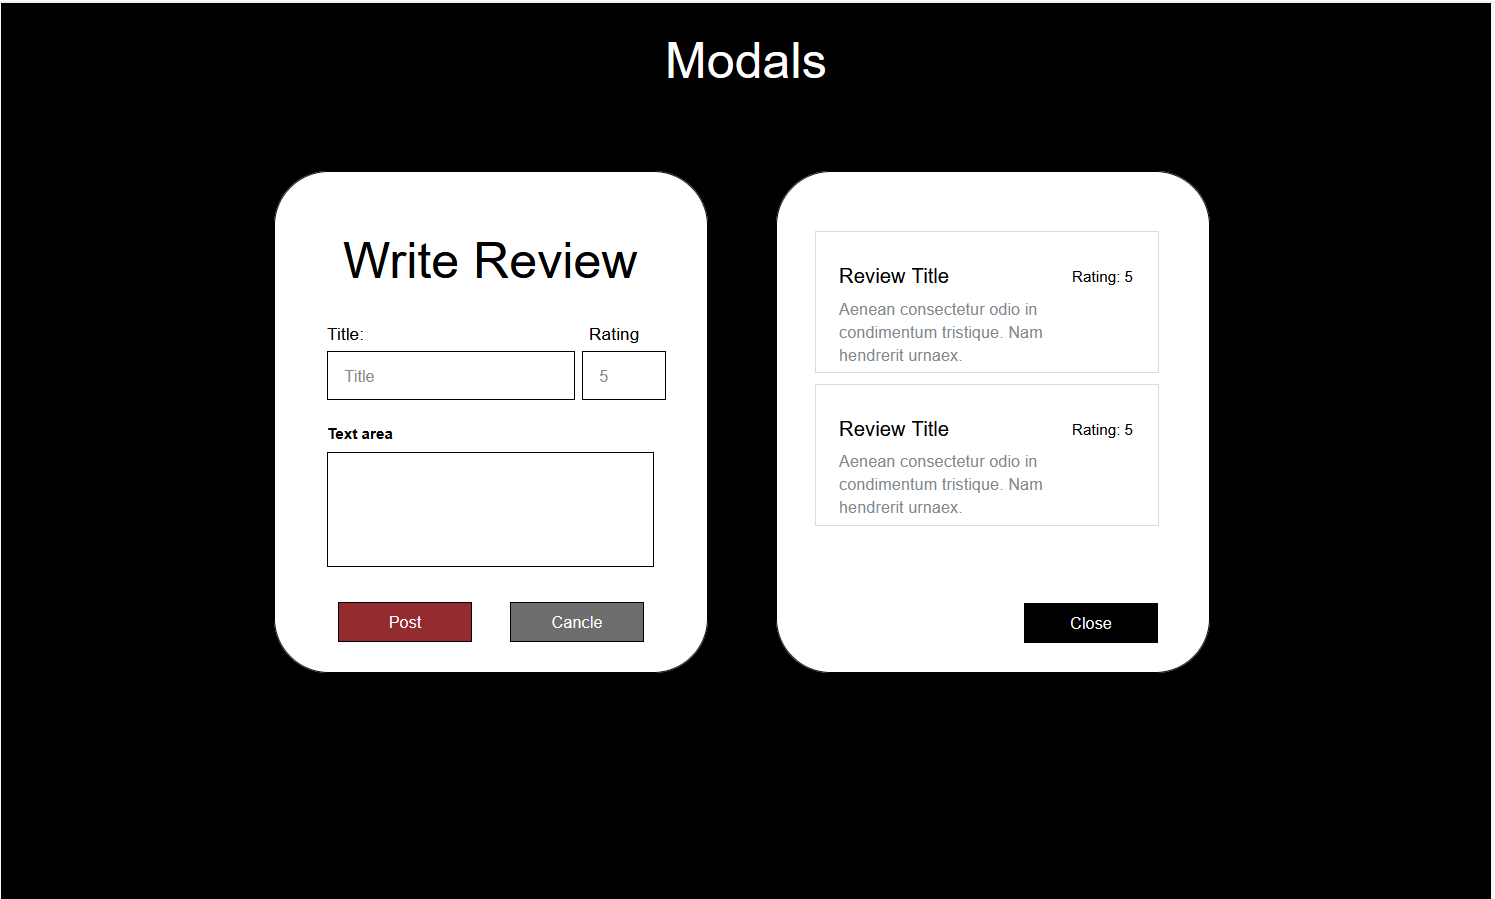 Modals
Write Review
Title:
Rating
Title
5
Text area
Post
Cancle
Review Title
Rating: 5
Aenean consectetur odio in
condimentum tristique. Nam
hendrerit urnaex.
Review Title
Rating: 5
Aenean consectetur odio in
condimentum tristique. Nam
hendrerit urnaex.
Close